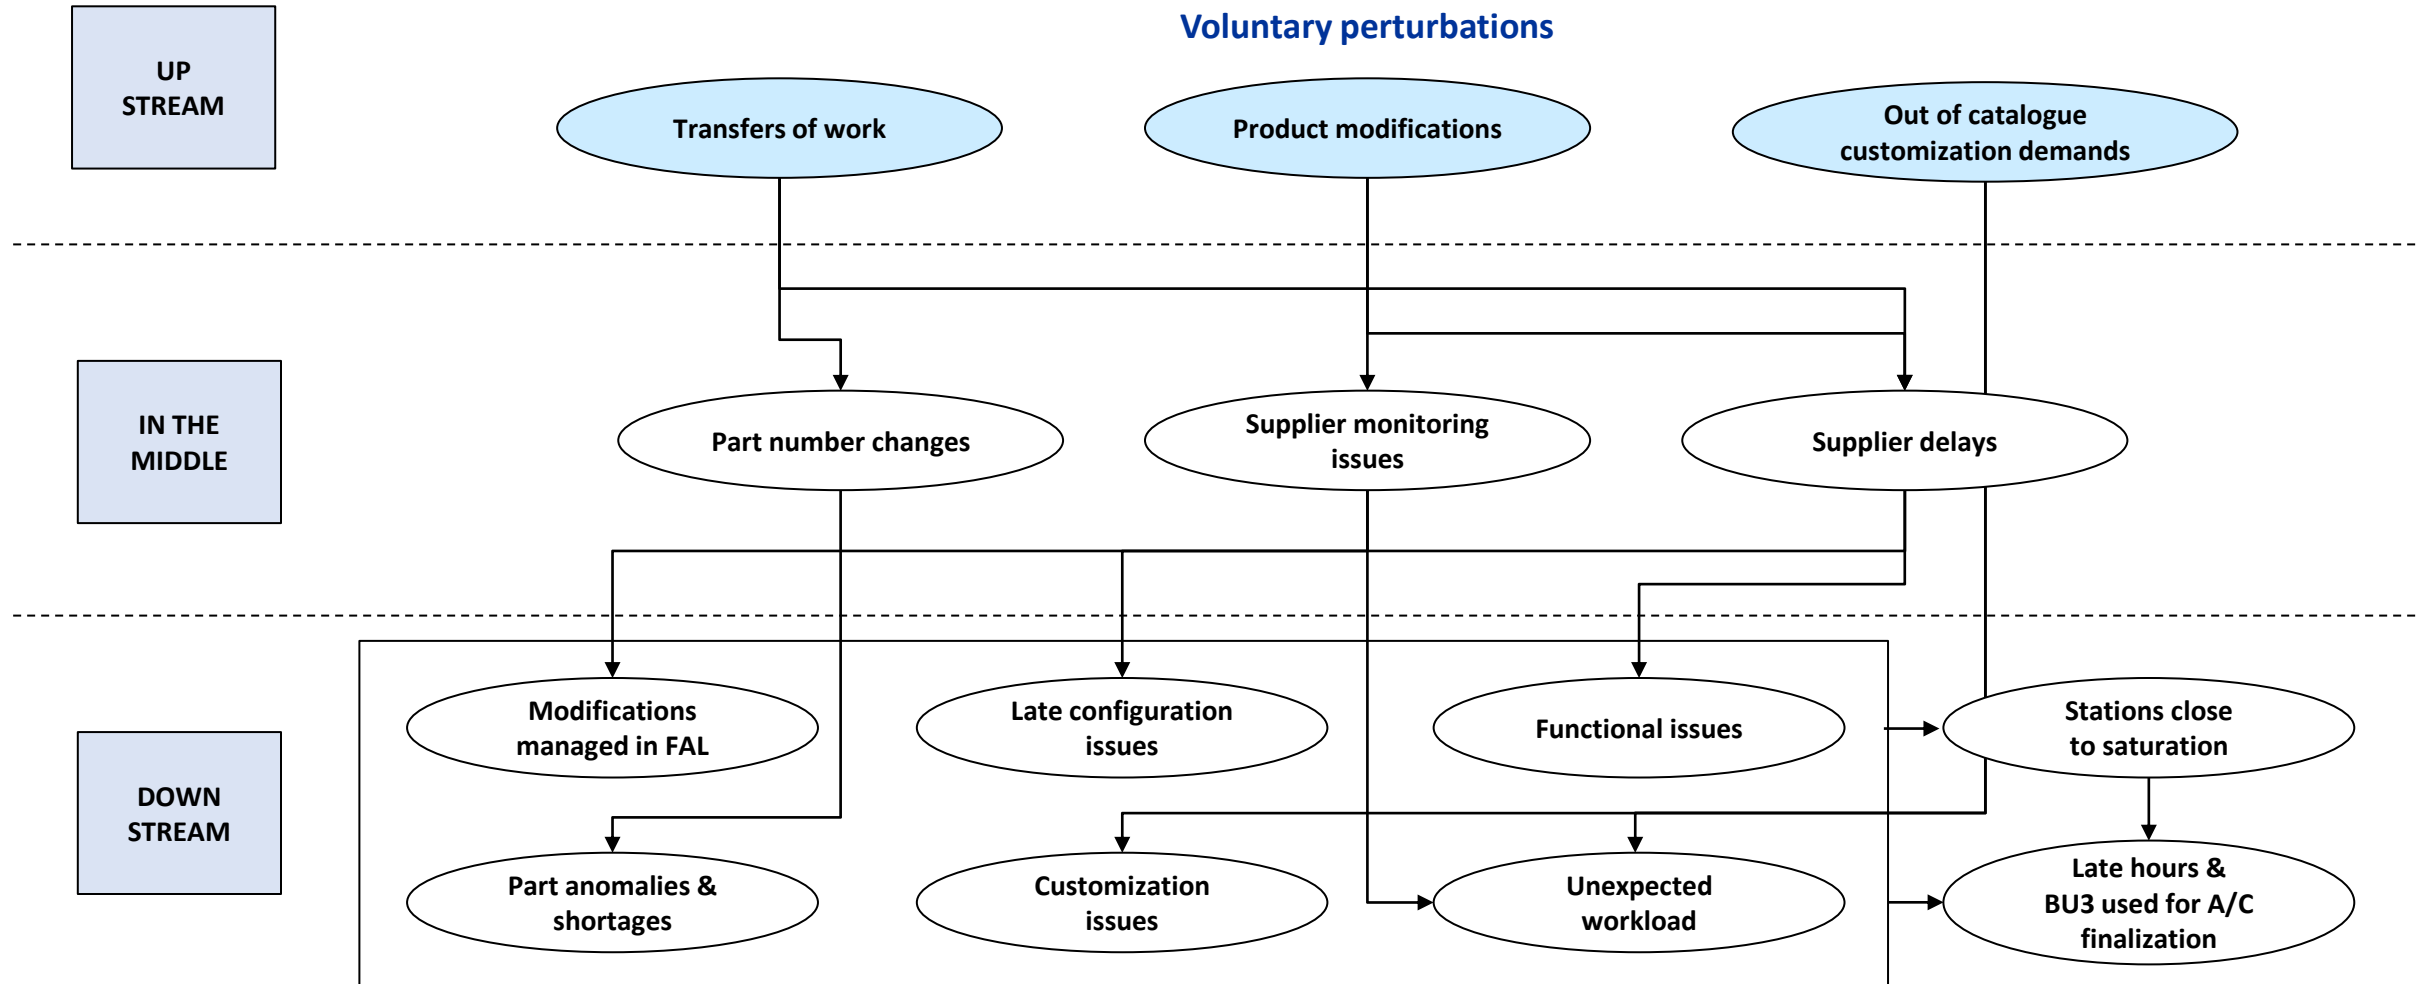 Voluntary perturbations
UP
STREAM
Transfers of work
Product modifications
Out of catalogue
customization demands
IN THE
MIDDLE
Part number changes
Supplier monitoring
issues
Supplier delays
DOWN
STREAM
Modifications
managed in FAL
Late configuration
issues
Functional issues
Stations close
to saturation
Part anomalies &
shortages
Customization
issues
Unexpected
workload
Late hours &
BU3 used for A/C
finalization